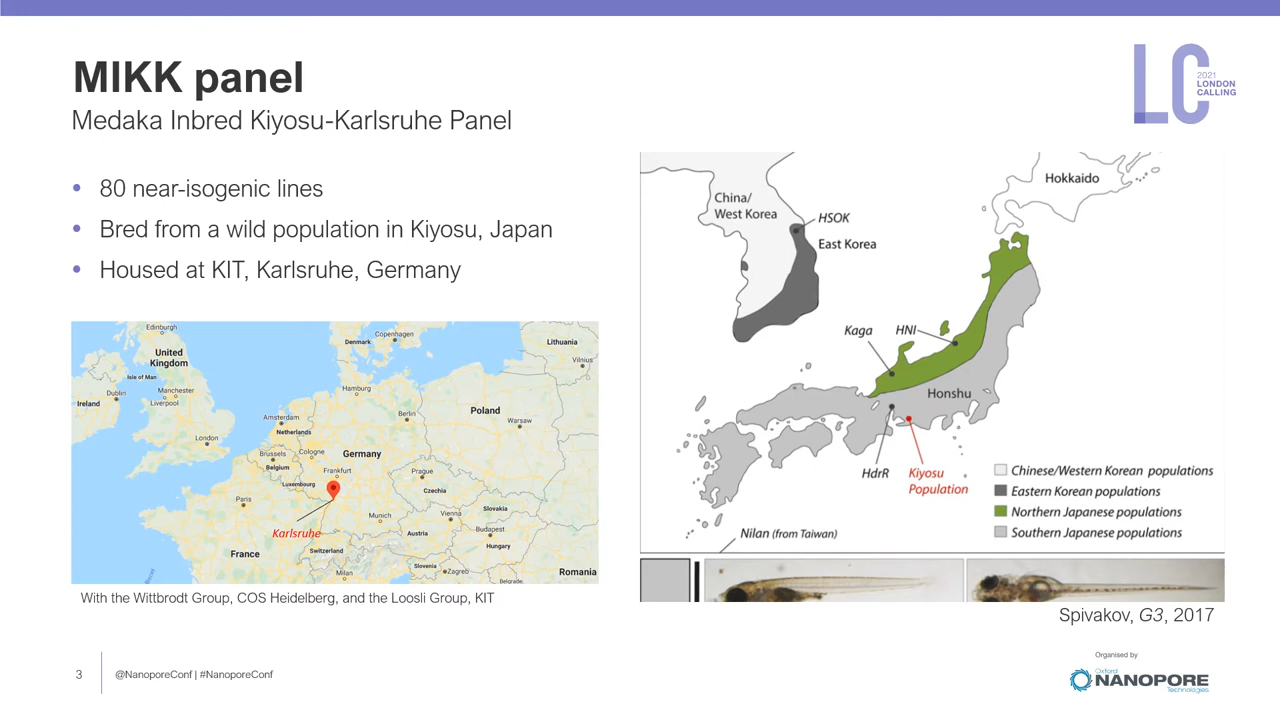 MIKK panel
Medaka Inbred Kiyosu-Karlsruhe Panel
LC
2021
LONDON
CALLING
• 80 near-isogenic lines
• Bred from a wild population in Kiyosu, Japan
• Housed at KIT, Karlsruhe, Germany
Edinburgh
United
Kingdom
Isle of Man
Dublin
Manchester
Liverpool
Ireland
London
Copenhagen
Denmark
Lithuania
Vilnius
Hamburg
Berlin
Poland
Warsaw
Amsterdam
Netherlands
Brussels
Belgium
Cologne
Germany
Frankfurt
Luxembourg
Prague
Czechia
Paris
Karlsruhe
Munich
Vienna
Slovakia
Austria
Budapest
Hungary
France
Switzerland
Slovenia
Zagreb
Milan
Belgrade
Romania
With the Wittbrodt Group, COS Heidelberg, and the Loosli Group, KIT
China/
West Korea
HSOK
East Korea
Hokkaido
Kaga
HNI
Honshu
HdrR
Kiyosu
Population
Nilan (from Taiwan)
Chinese/Western Korean populations
Eastern Korean populations
Northern Japanese populations
Southern Japanese populations
Spivakov, G3, 2017
3
@NanoporeConf | #NanoporeConf
Organised by
Oxford
NANOPORE
Technologies